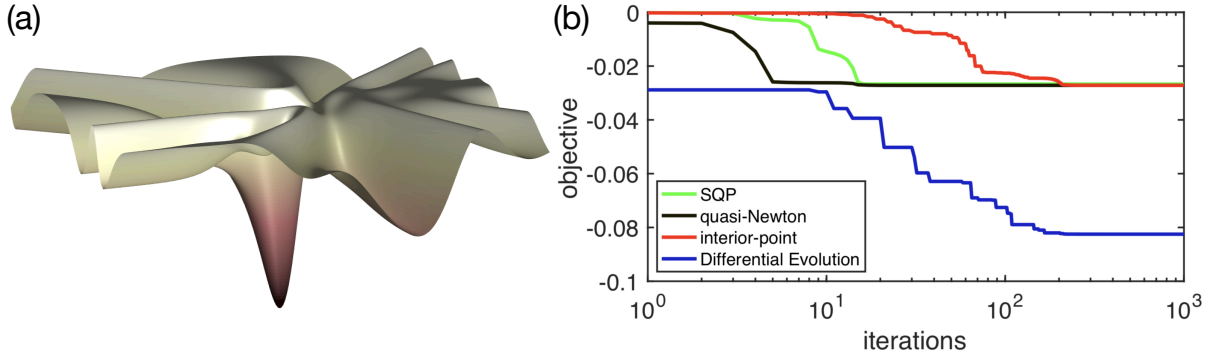 (a)
(b)
0
-0.02
-0.04
-0.06
-0.08
-0.1
objective
SQP
quasi-Newton
interior-point
Differential Evolution
10^0
10^1
10^2
10^3
iterations